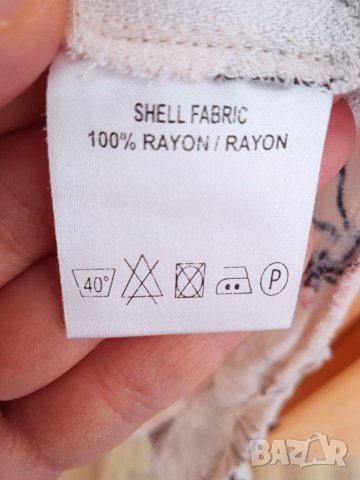 SHELL FABRIC
100% RAYON / RAYON
40° P
BAZAR